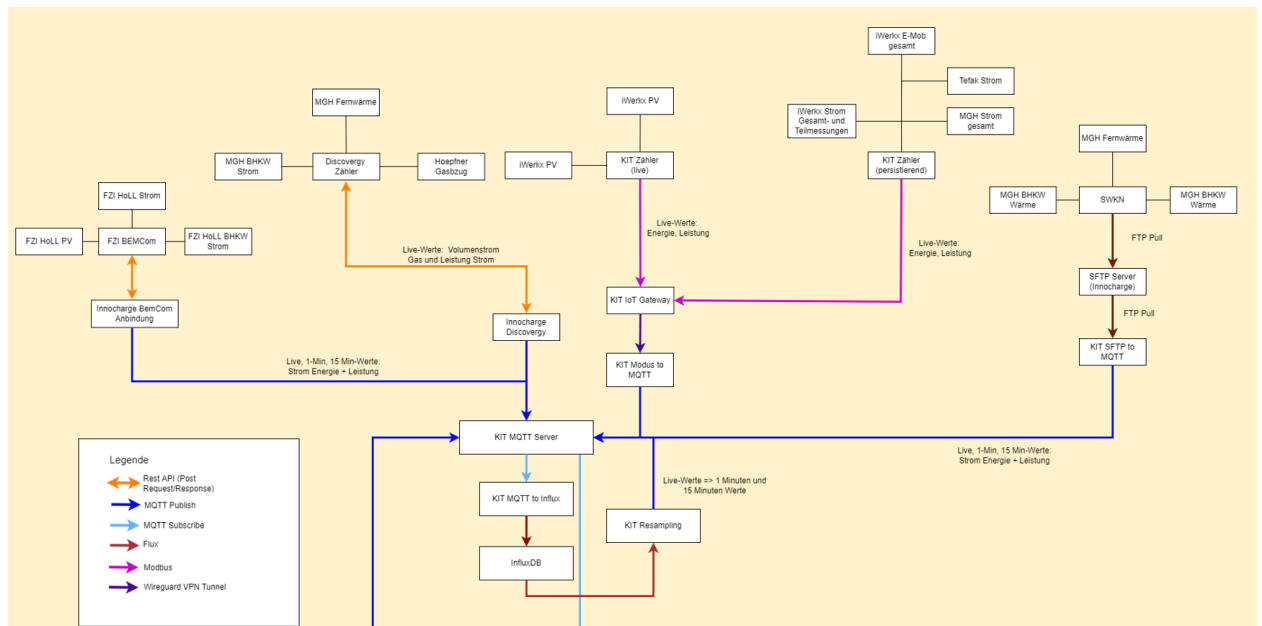 iWerkx E-Mob
gesamt
Tefak Strom
iWerkx Strom
Gesamt- und
Teilmessungen
MGH Strom
gesamt
KIT Zähler
(persistierend)
iWerkx PV
iWerkx PV
KIT Zähler
(live)
MGH Fernwärme
MGH BHKW
Strom
Discovergy
Zähler
Hoepfner
Gasbzug
MGH Fernwärme
MGH BHKW
Wärme
SWKN
MGH BHKW
Wärme
FZI HoLL Strom
FZI HoLL PV
FZI BEMCom
FZI HoLL BHKW
Strom
Live-Werte: Volumenstrom
Gas und Leistung Strom
Live-Werte:
Energie, Leistung
Live-Werte:
Energie, Leistung
FTP Pull
SFTP Server
(Innocharge)
FTP Pull
Innocharge BemCom
Anbindung
Innocharge
Discovergy
KIT IoT Gateway
KIT Modus to
MQTT
KIT SFTP to
MQTT
Live, 1-Min, 15 Min-Werte:
Strom Energie + Leistung
KIT MQTT Server
Live, 1-Min, 15 Min-Werte:
Strom Energie + Leistung
Live-Werte => 1 Minuten und
15 Minuten Werte
KIT MQTT to Influx
KIT Resampling
InfluxDB
Legende
Rest API (Post
Request/Response)
MQTT Publish
MQTT Subscribe
Flux
Modbus
Wireguard VPN Tunnel